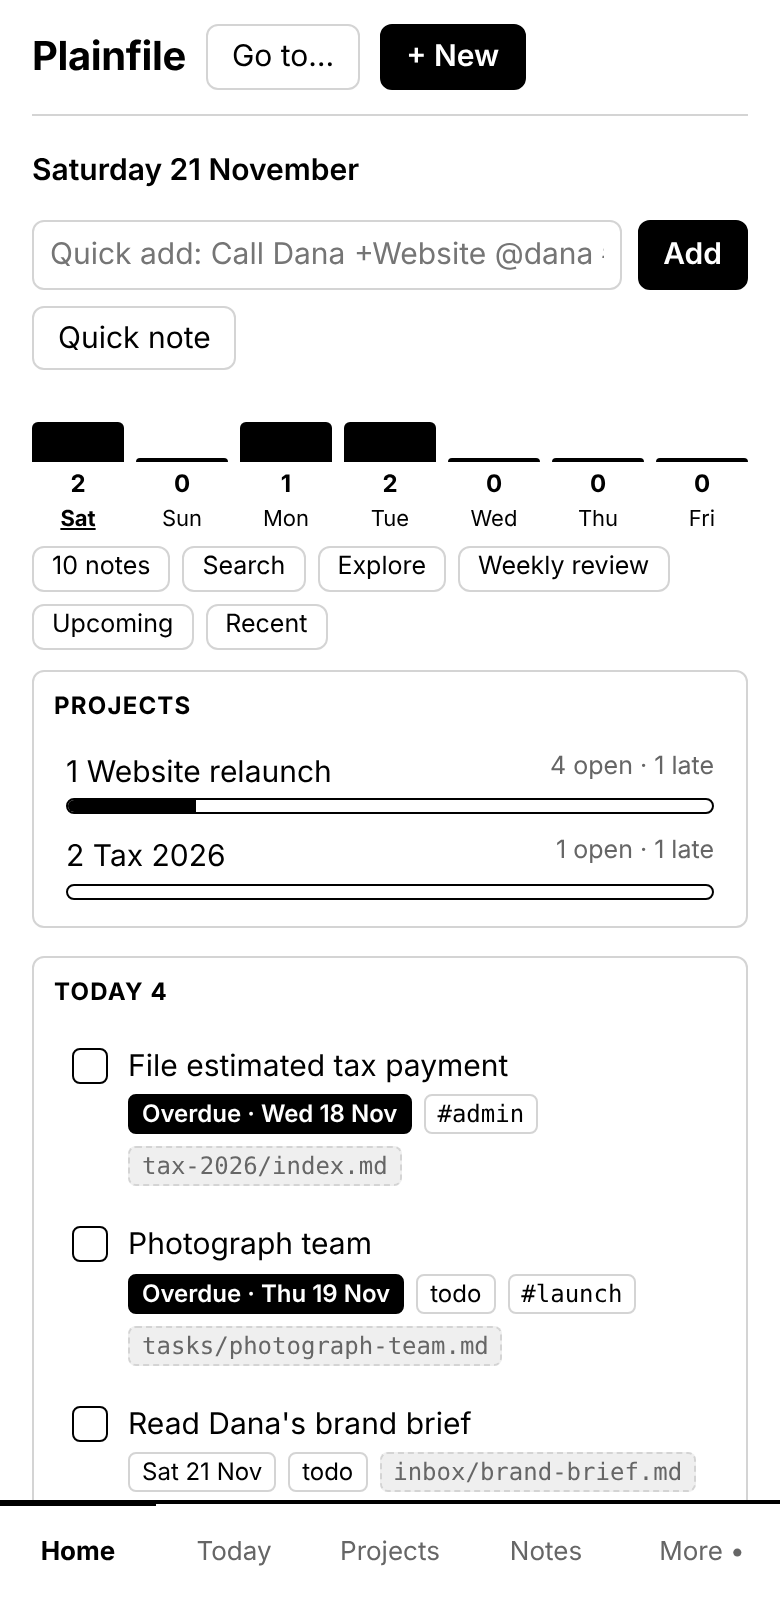 Plainfile Go to... + New
Saturday 21 November
Quick add: Call Dana +Website @dana
Add
Quick note
2 0 1 2 0 0 0
Sat Sun Mon Tue Wed Thu Fri
10 notes Search Explore Weekly review
Upcoming Recent
PROJECTS
1 Website relaunch 4 open · 1 late
2 Tax 2026 1 open · 1 late
TODAY 4
File estimated tax payment
Overdue · Wed 18 Nov #admin
tax-2026/index.md
Photograph team
Overdue · Thu 19 Nov todo #launch
tasks/photograph-team.md
Read Dana's brand brief
Sat 21 Nov todo inbox/brand-brief.md
Home Today Projects Notes More •